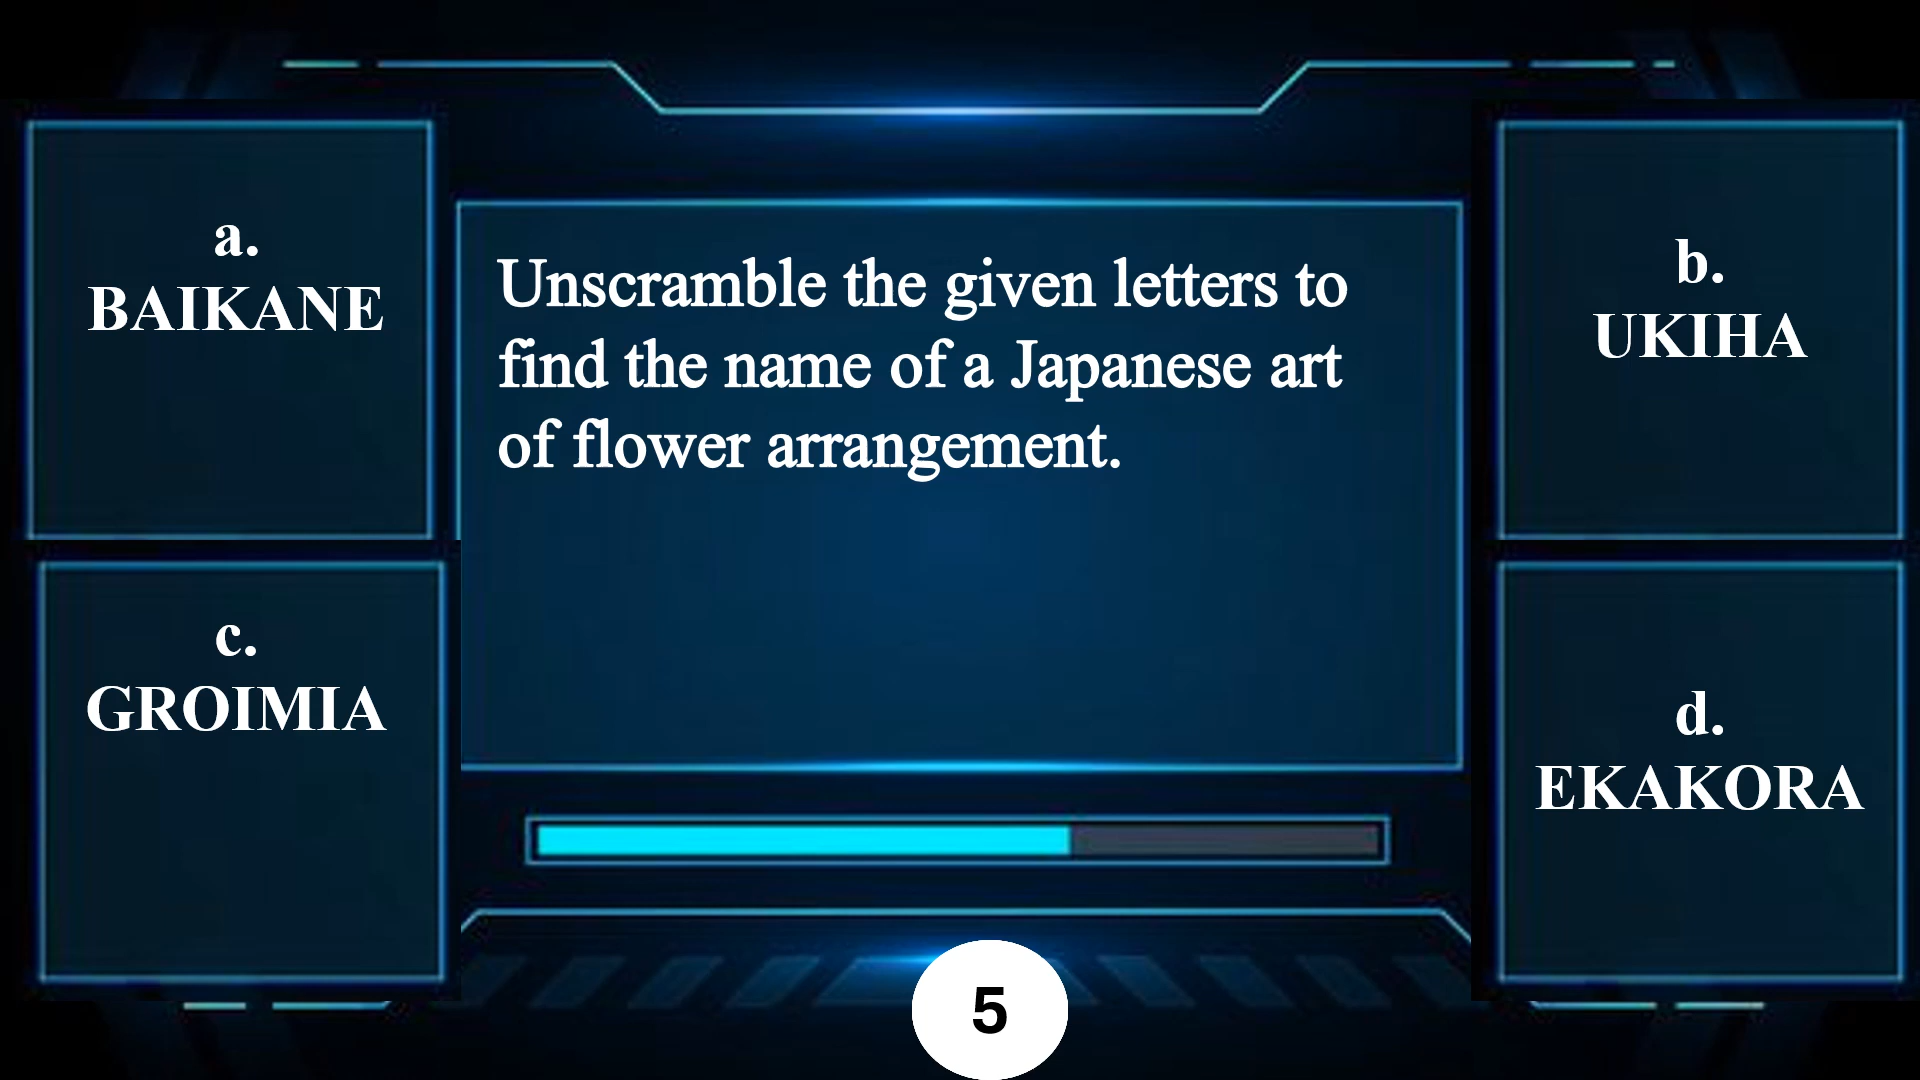 a.
BAIKANE
Unscramble the given letters to
find the name of a Japanese art
of flower arrangement.
b.
UKIHA
c.
GROIMIA
d.
EKAKORA
5